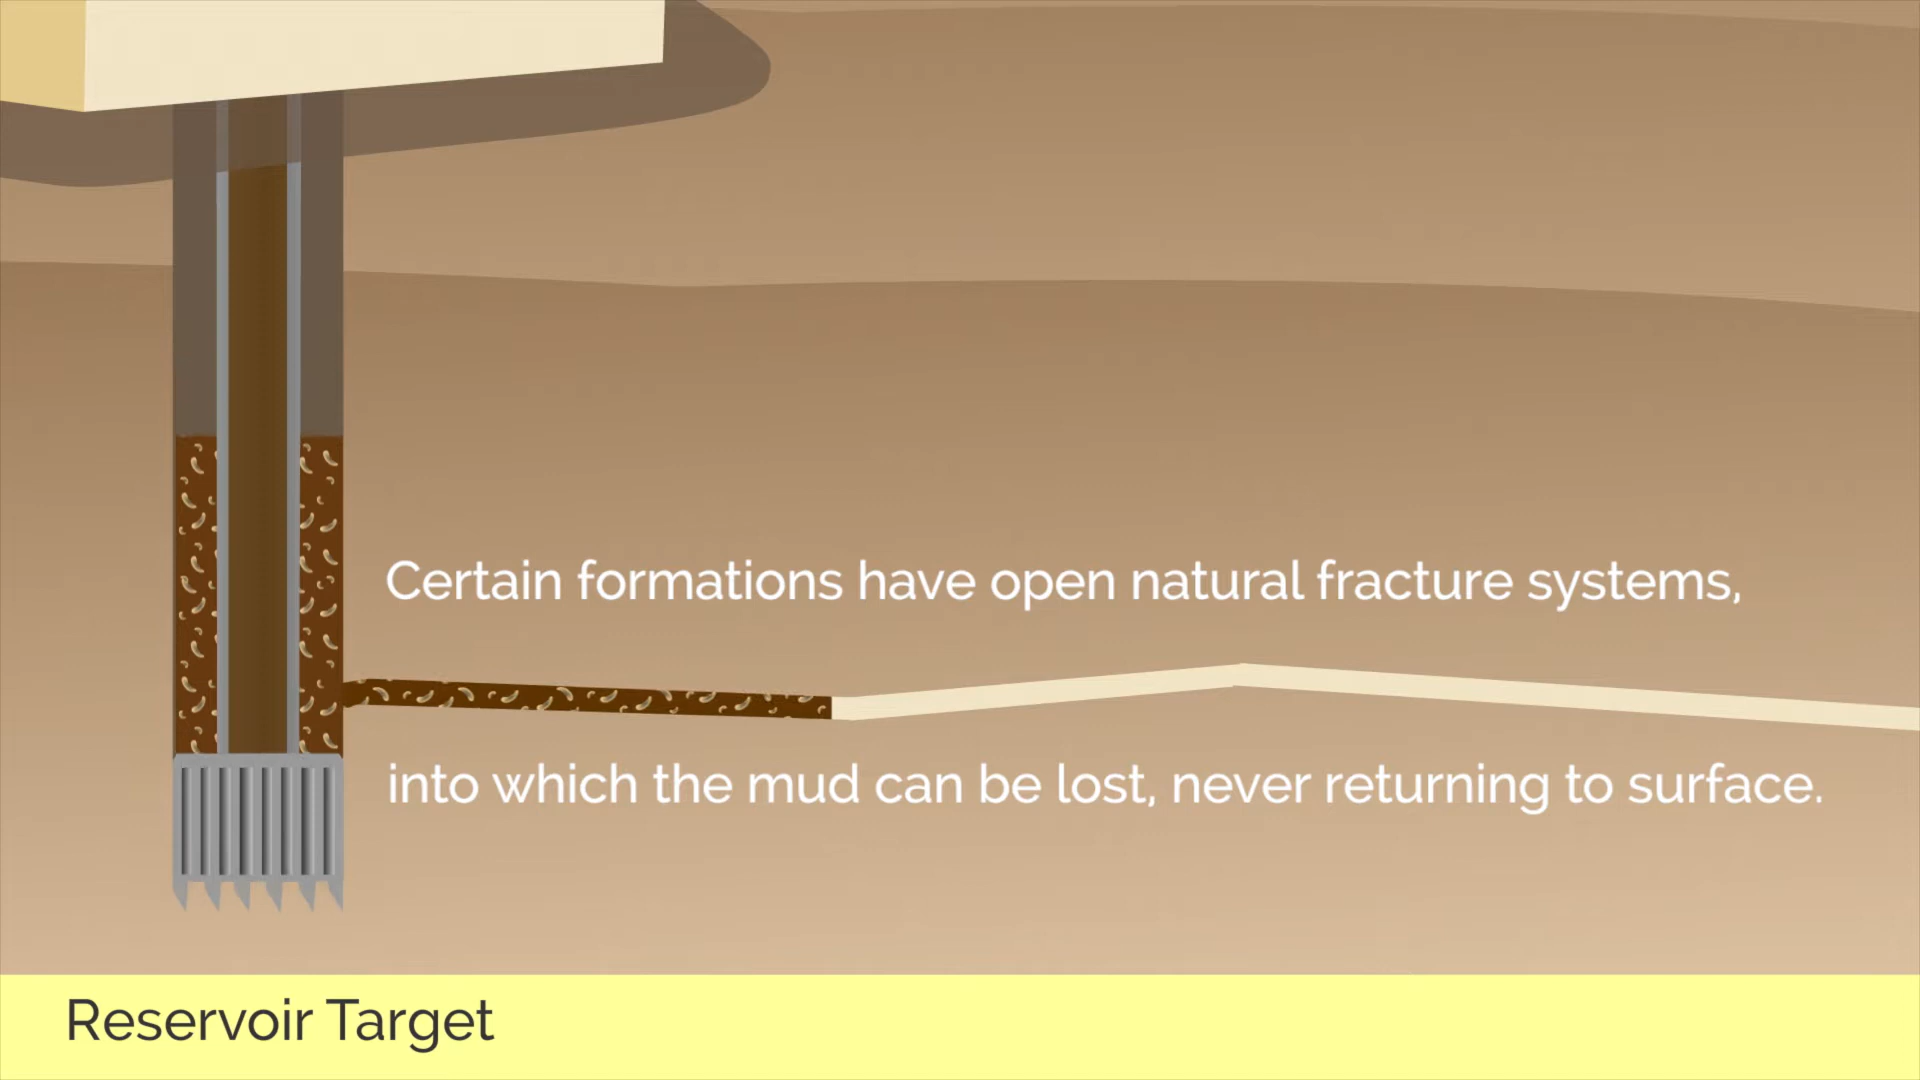 Certain formations have open natural fracture systems,
into which the mud can be lost, never returning to surface.
Reservoir Target